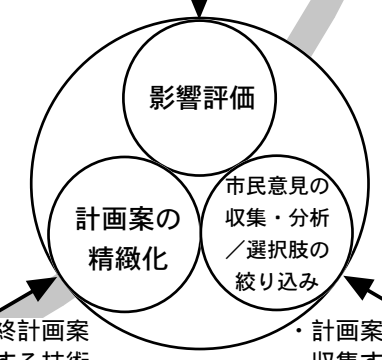 影響評価
計画案の
精緻化
市民意見の
収集・分析
／選択肢の
絞り込み
終計画案
する技術
・計画案
収集す